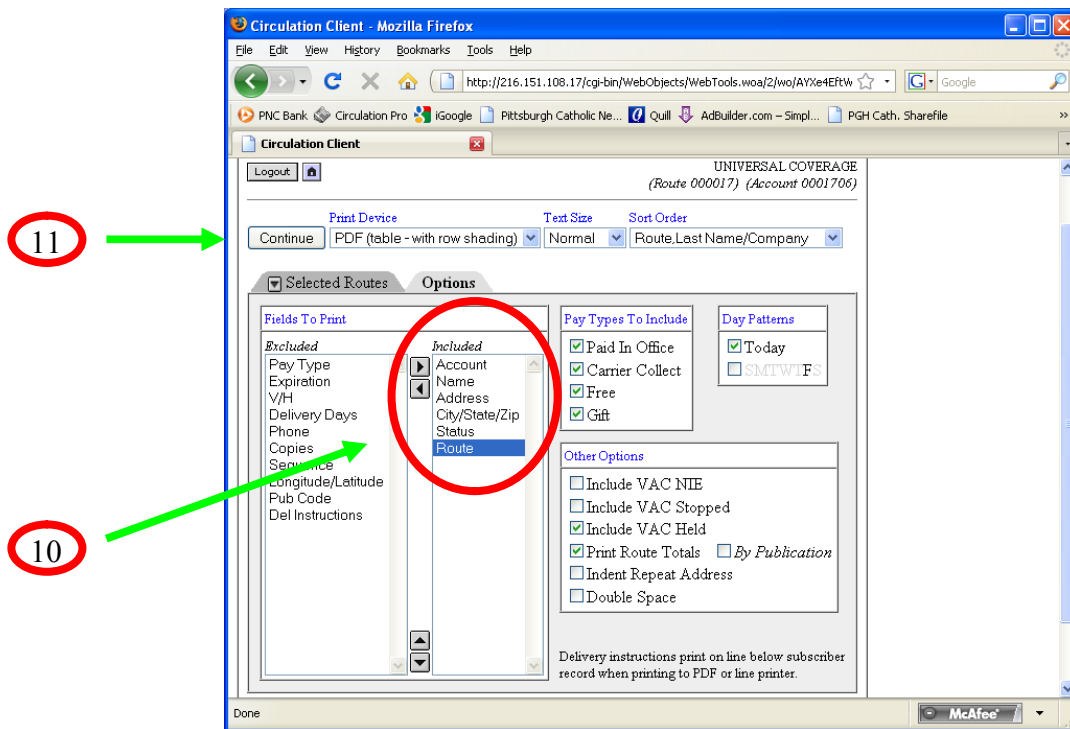 Circulation Client - Mozilla Firefox
File Edit View History Bookmarks Tools Help
http://216.151.108.17/cgi-bin/WebObjects/WebTools.woa/2/wo/AYXe4EftW
G Google
PNC Bank Circulation Pro iGoogle Pittsburgh Catholic Ne... Quill AdBuilder.com – Simpl... PGH Cath. Sharefile »
Circulation Client
Logout UNIVERSAL COVERAGE
(Route 000017) (Account 0001706)
Print Device Text Size Sort Order
11 Continue PDF (table - with row shading) Normal Route,Last Name/Company
Selected Routes Options
Fields To Print Pay Types To Include Day Patterns
Excluded Included Paid In Office Today
Pay Type Account Carrier Collect SMTWTFS
Expiration Name Free
V/H Address Gift
Delivery Days City/State/Zip
Phone Status
Copies Route Other Options
Sequence Include VAC NIE
Longitude/Latitude Include VAC Stopped
Pub Code Include VAC Held
Del Instructions Print Route Totals By Publication
10 Indent Repeat Address
Double Space
Delivery instructions print on line below subscriber
record when printing to PDF or line printer.
Done McAfee